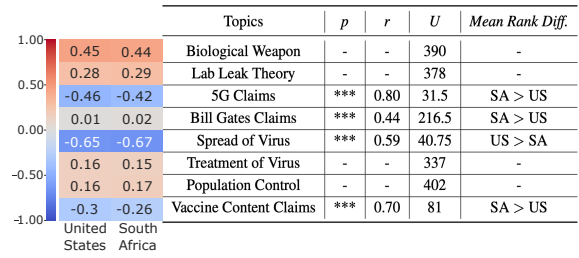 Topics p r U Mean Rank Diff.
1.00
0.45 0.44 Biological Weapon - - 390 -
0.28 0.29 Lab Leak Theory - - 378 -
0.50
-0.46 -0.42 5G Claims *** 0.80 31.5 SA > US
0.01 0.02 Bill Gates Claims *** 0.44 216.5 SA > US
0.00
-0.65 -0.67 Spread of Virus *** 0.59 40.75 US > SA
0.16 0.15 Treatment of Virus - - 337 -
-0.50
0.16 0.17 Population Control - - 402 -
-0.3 -0.26 Vaccine Content Claims *** 0.70 81 SA > US
-1.00
United South
States Africa